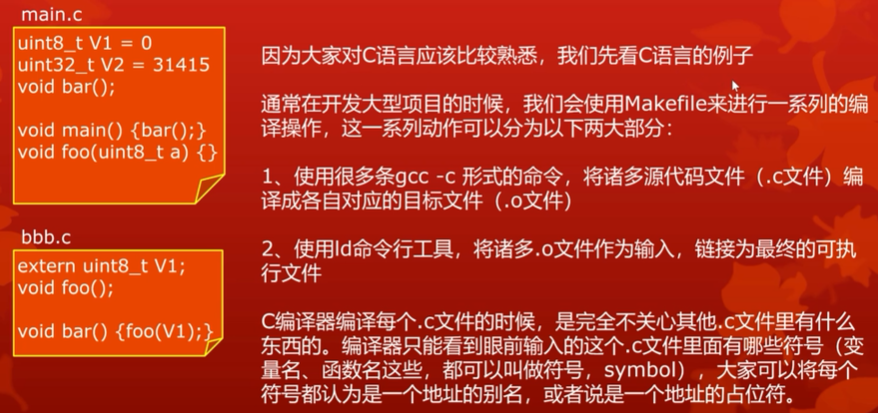 main.c
uint8_t V1 = 0
uint32_t V2 = 31415
void bar();
void main() {bar();}
void foo(uint8_t a) {}
bbb.c
extern uint8_t V1;
void foo();
void bar() {foo(V1);}
因为大家对C语言应该比较熟悉，我们先看C语言的例子
通常在开发大型项目的时候，我们会使用Makefile来进行一系列的编
译操作，这一系列动作可以分为以下两大部分：
1、使用很多条gcc -c 形式的命令，将诸多源代码文件（.c文件）编
译成各自对应的目标文件（.o文件）
2、使用ld命令行工具，将诸多.o文件作为输入，链接为最终的可执
行文件
C编译器编译每个.c文件的时候，是完全不关心其他.c文件里有什么
东西的。编译器只能看到眼前输入的这个.c文件里面有哪些符号（变
量名、函数名这些，都可以叫做符号，symbol），大家可以将每个
符号都认为是一个地址的别名，或者说是一个地址的占位符。